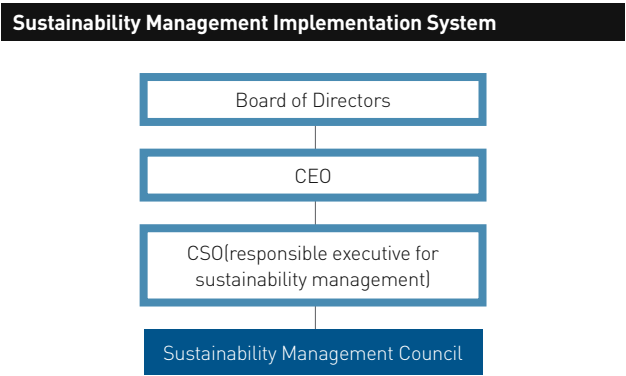 Sustainability Management Implementation System
Board of Directors
CEO
CSO(responsible executive for
sustainability management)
Sustainability Management Council